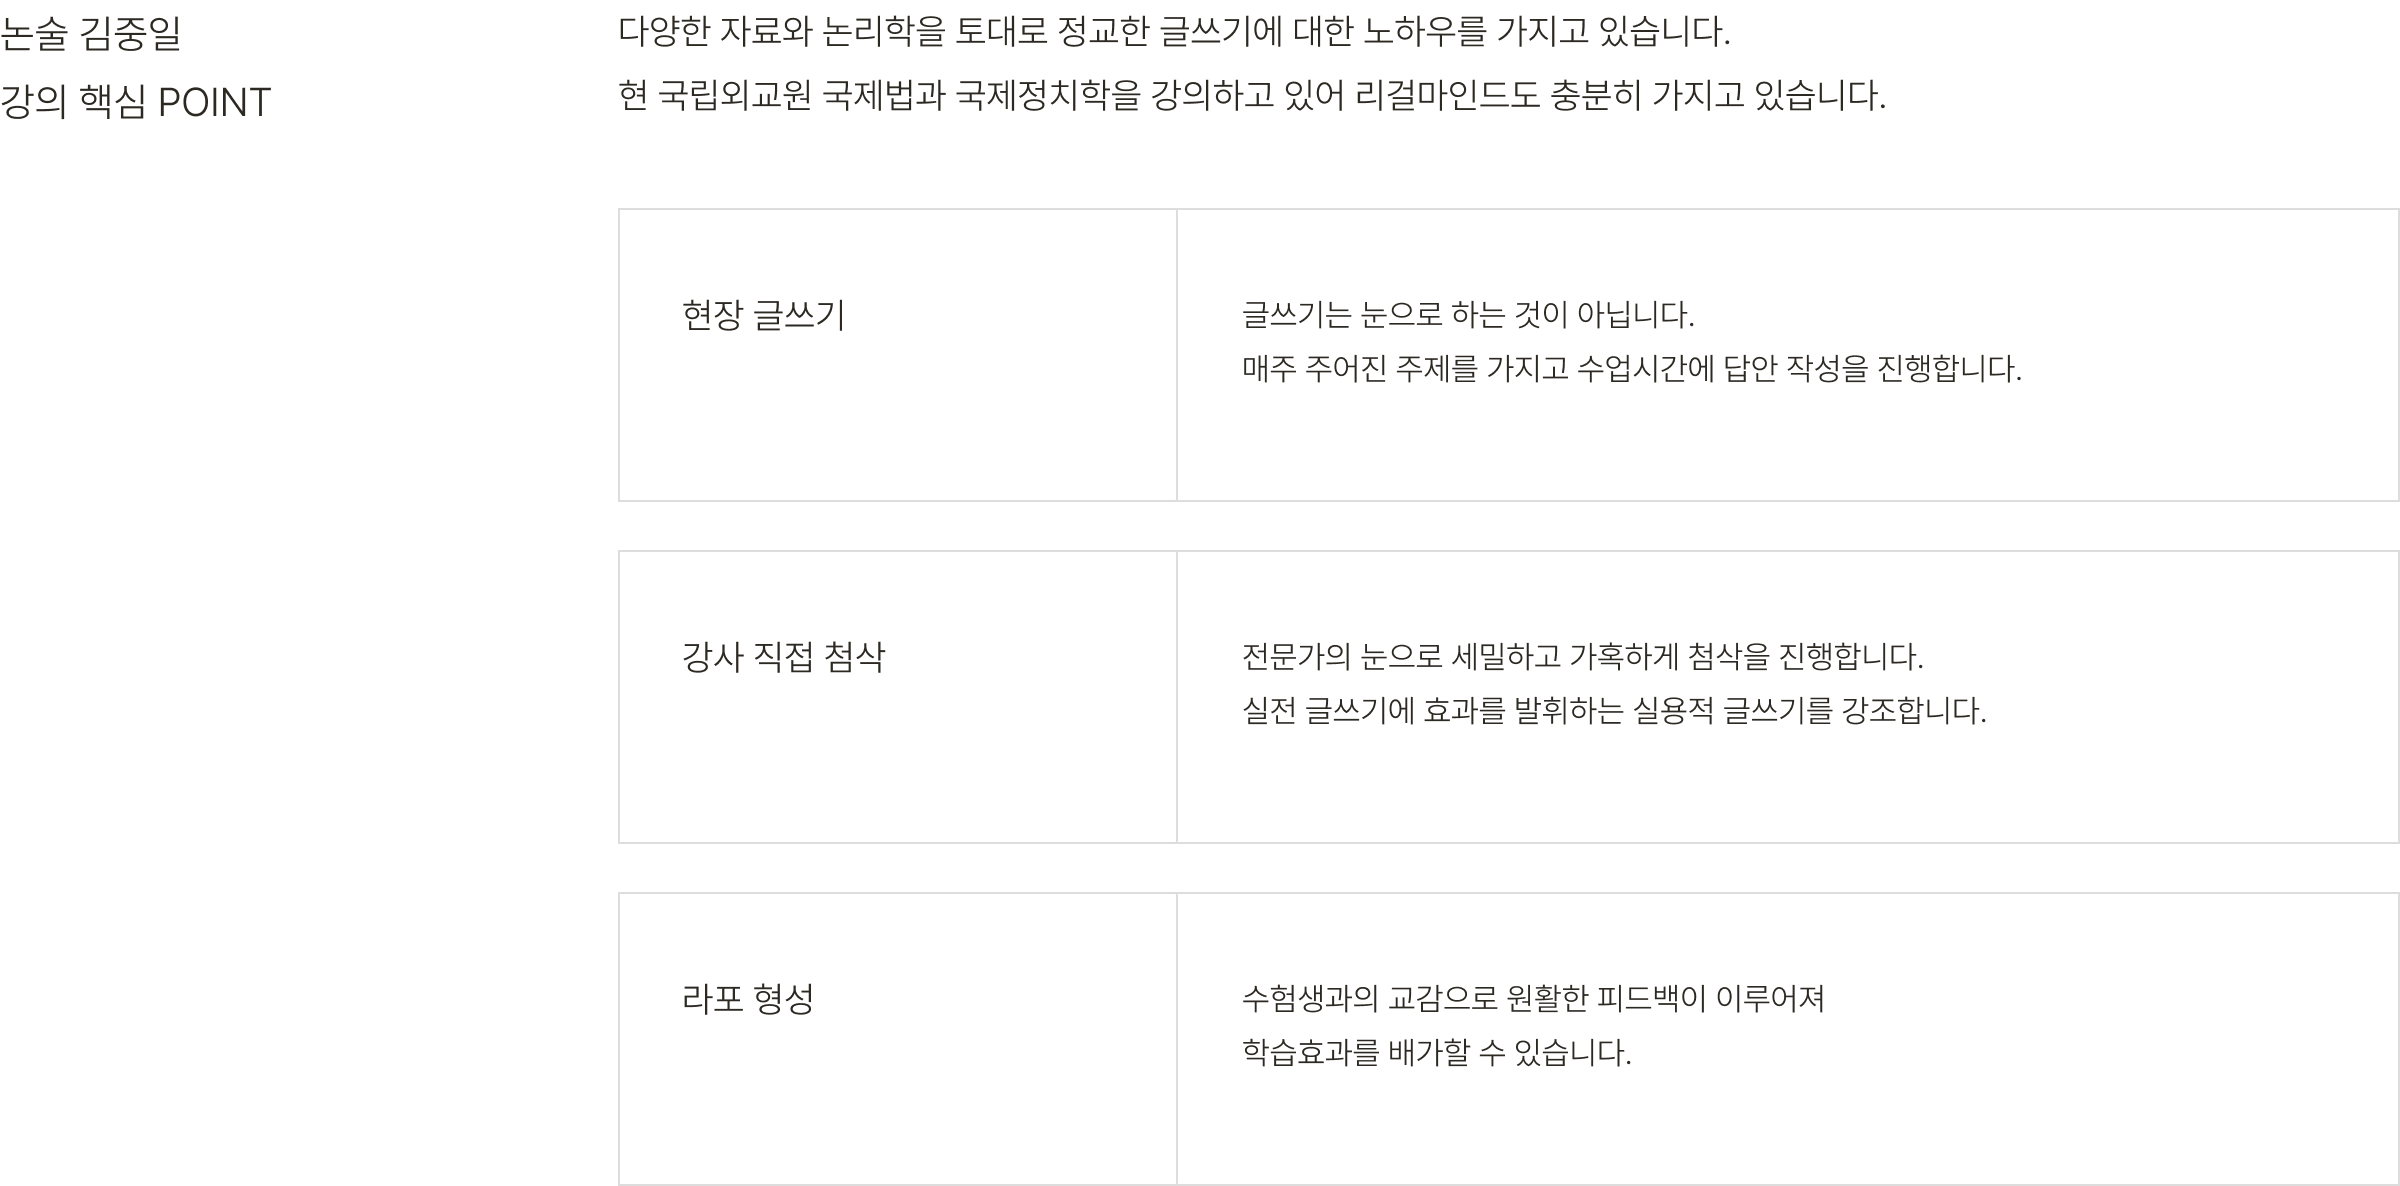 논술 김중일
강의 핵심 POINT
다양한 자료와 논리학을 토대로 정교한 글쓰기에 대한 노하우를 가지고 있습니다.
현 국립외교원 국제법과 국제정치학을 강의하고 있어 리걸마인드도 충분히 가지고 있습니다.
현장 글쓰기
글쓰기는 눈으로 하는 것이 아닙니다.
매주 주어진 주제를 가지고 수업시간에 답안 작성을 진행합니다.
강사 직접 첨삭
전문가의 눈으로 세밀하고 가혹하게 첨삭을 진행합니다.
실전 글쓰기에 효과를 발휘하는 실용적 글쓰기를 강조합니다.
라포 형성
수험생과의 교감으로 원활한 피드백이 이루어져
학습효과를 배가할 수 있습니다.